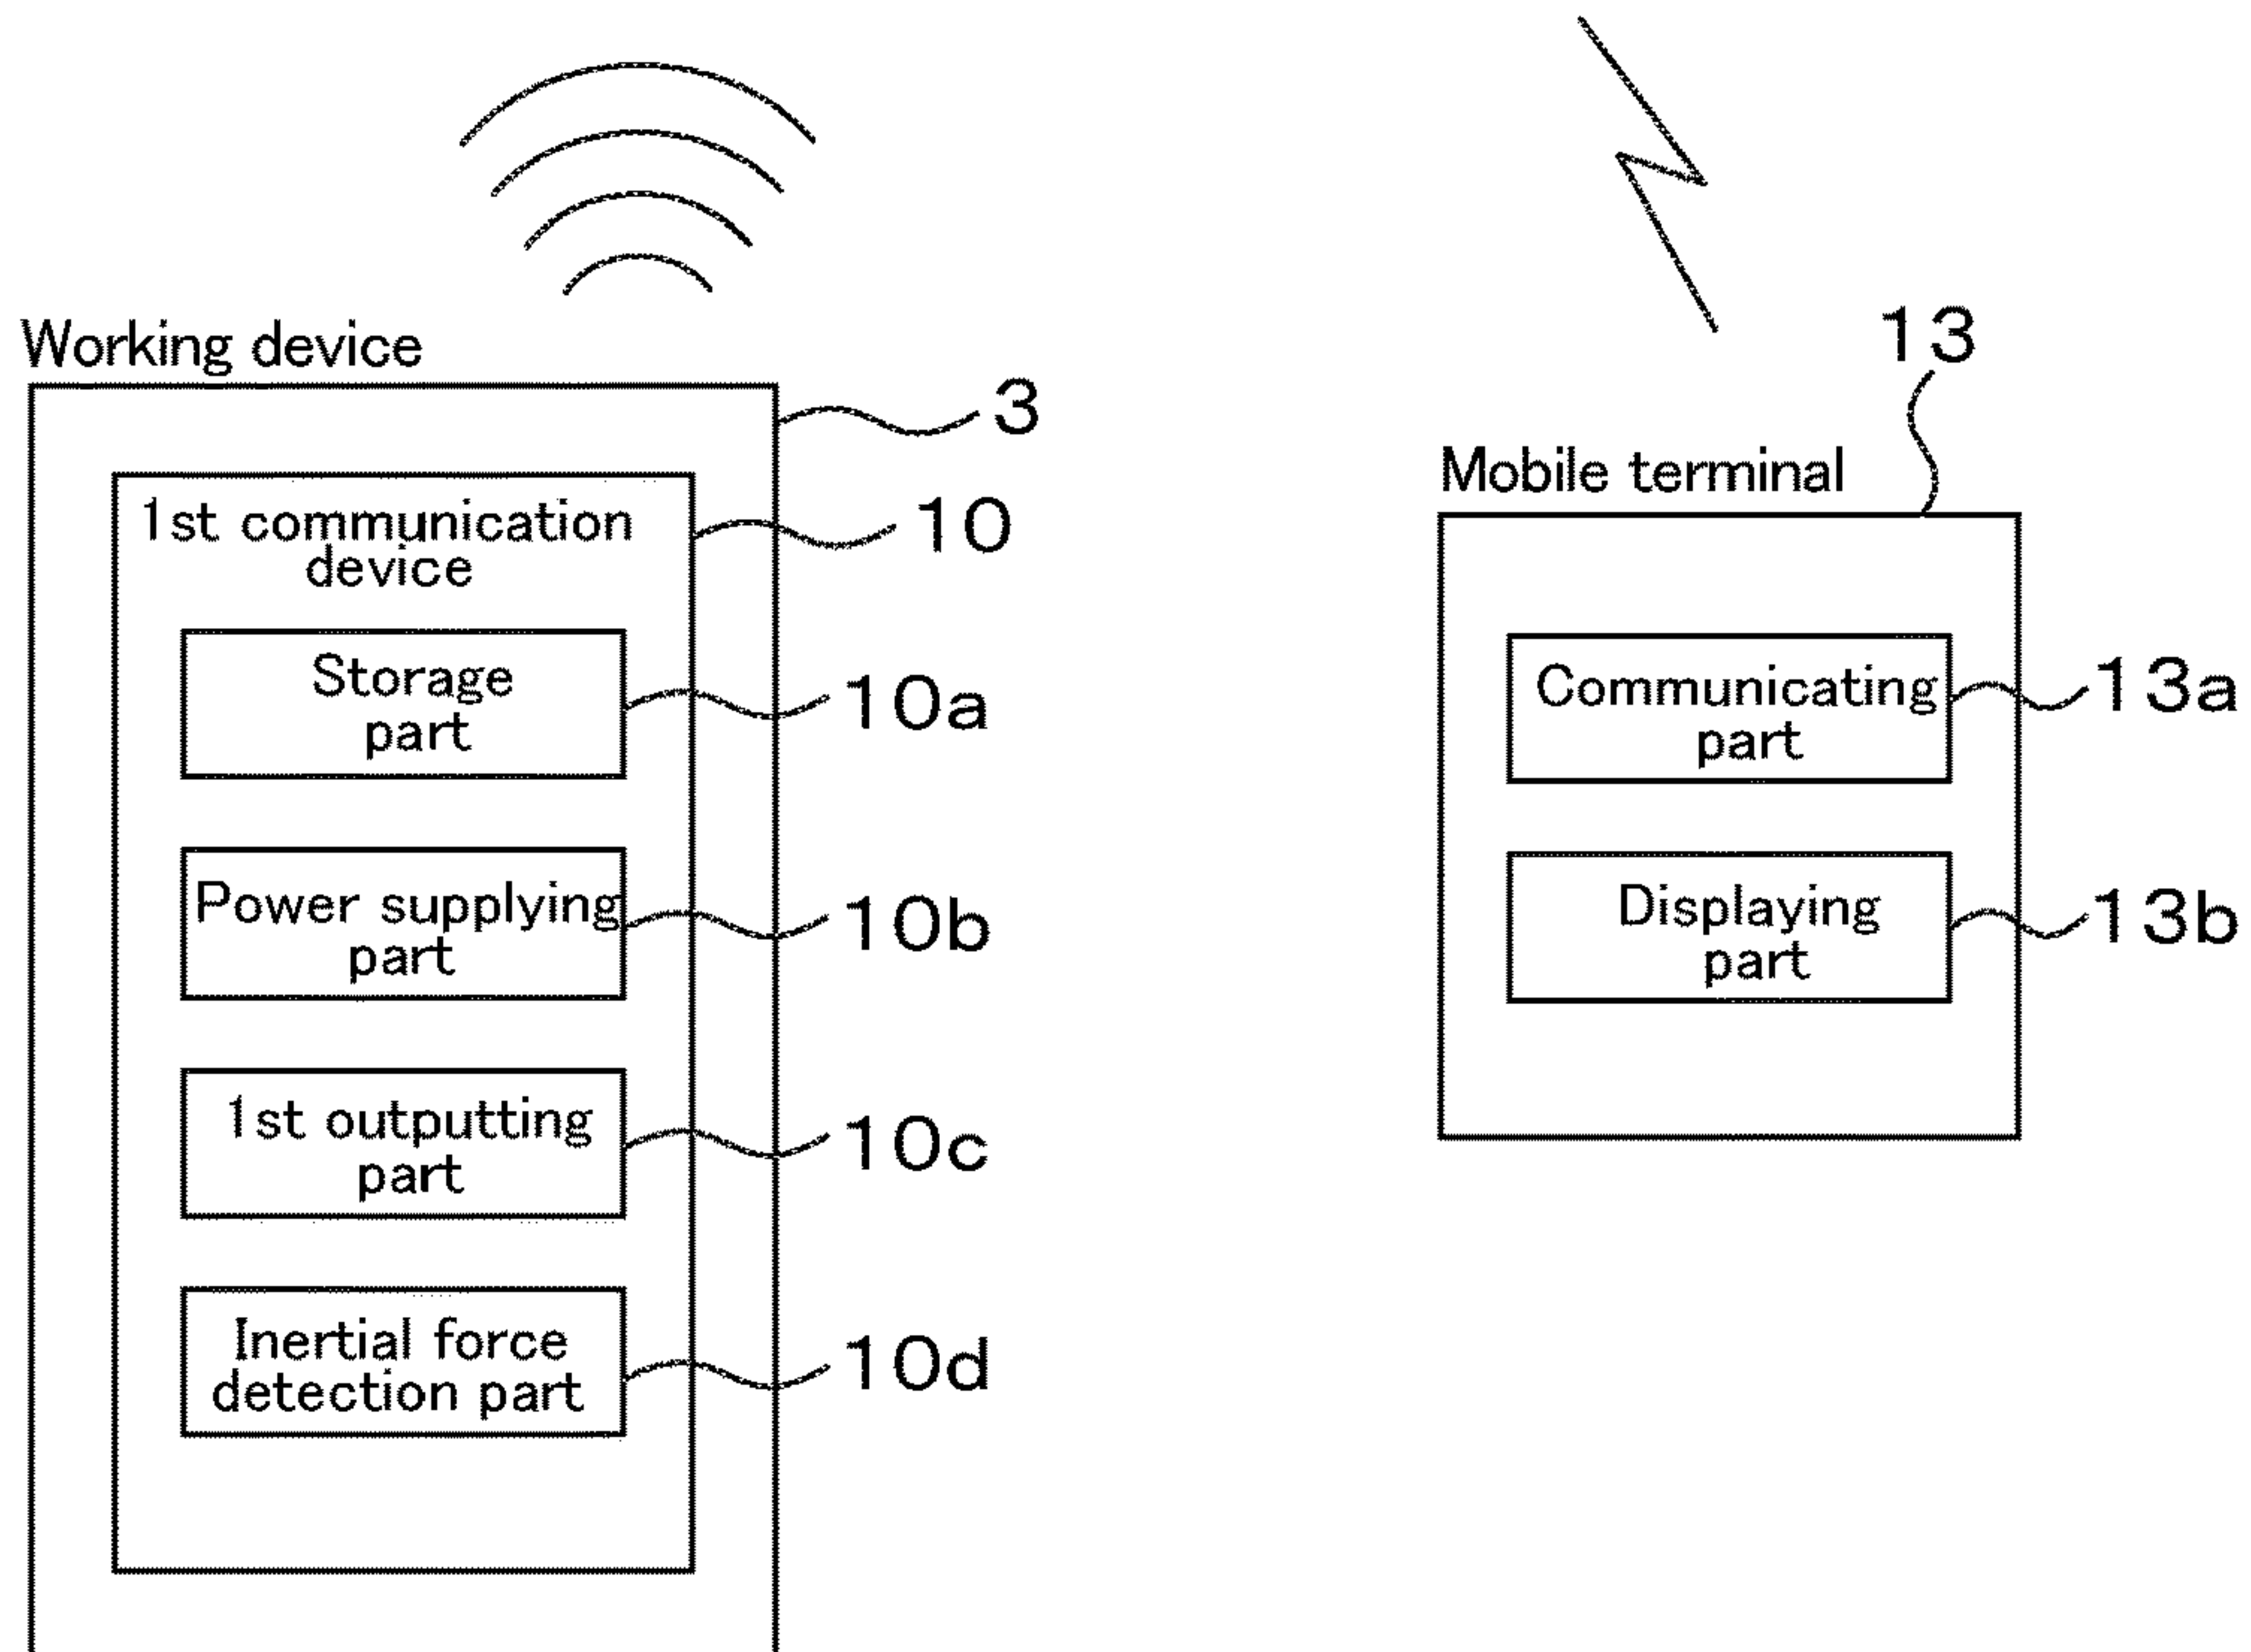 Working device
3
1st communication
device
10
Storage
part
10a
Power supplying
part
10b
1st outputting
part
10c
Inertial force
detection part
10d
13
Mobile terminal
Communicating
part
13a
Displaying
part
13b